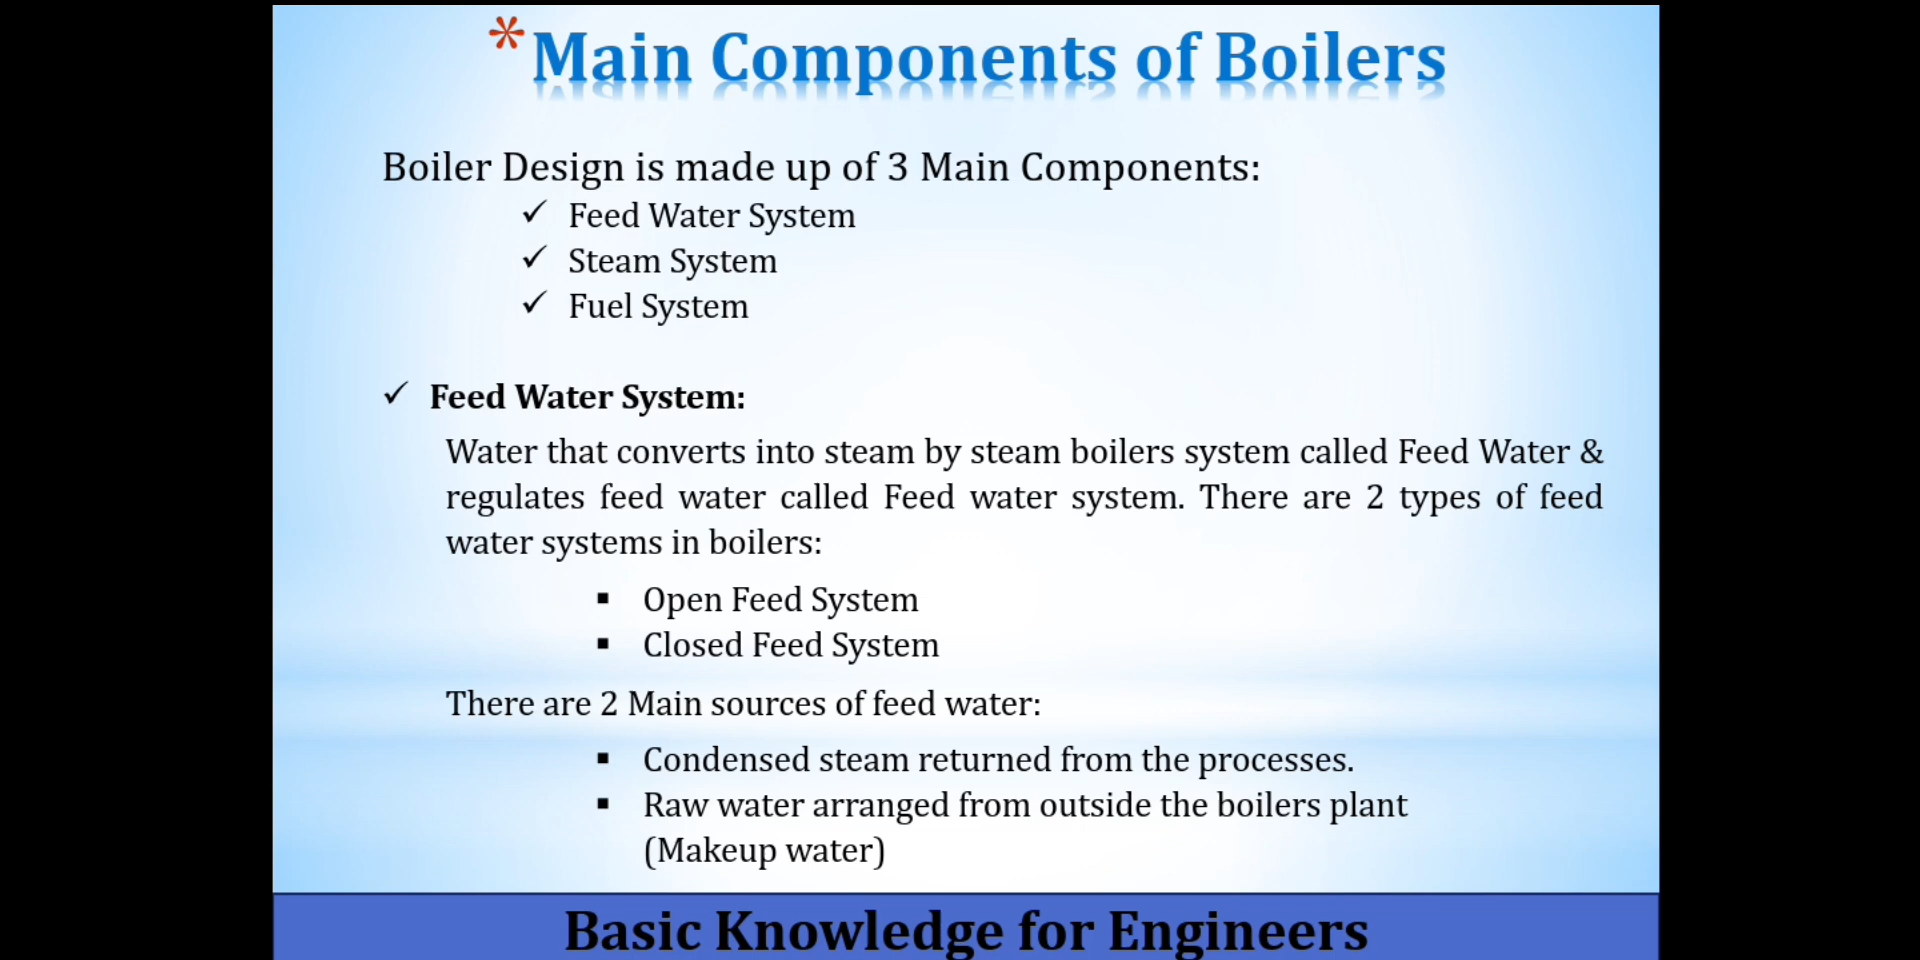 *Main Components of Boilers
Boiler Design is made up of 3 Main Components:
✓ Feed Water System
✓ Steam System
✓ Fuel System
✓ Feed Water System:
Water that converts into steam by steam boilers system called Feed Water &
regulates feed water called Feed water system. There are 2 types of feed
water systems in boilers:
▪ Open Feed System
▪ Closed Feed System
There are 2 Main sources of feed water:
▪ Condensed steam returned from the processes.
▪ Raw water arranged from outside the boilers plant
(Makeup water)
Basic Knowledge for Engineers